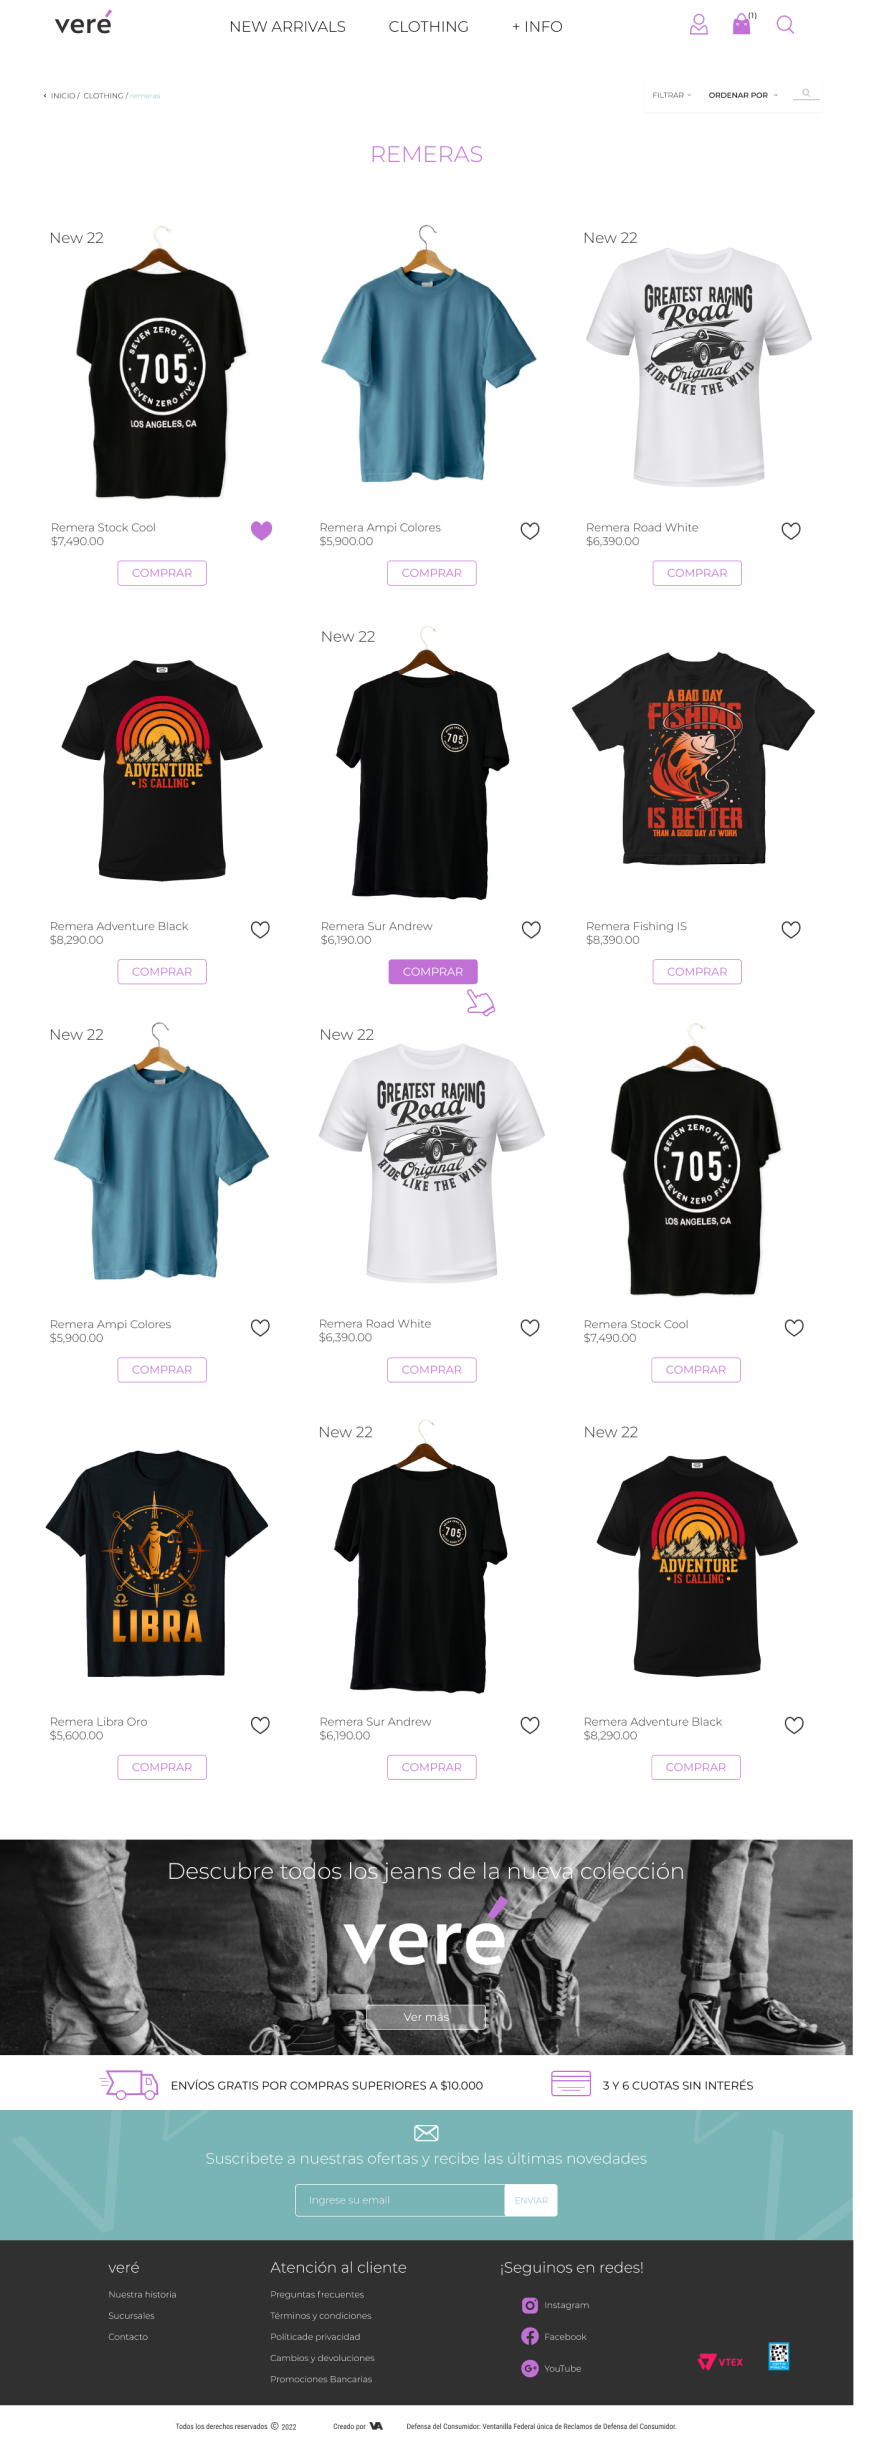 veré
NEW ARRIVALS
CLOTHING
+ INFO
(1)
INICIO / CLOTHING / remeras
FILTRAR
ORDENAR POR
REMERAS
New 22
SEVEN ZERO FIVE
705
SEVEN ZERO FIVE
LOS ANGELES, CA
New 22
GREATEST RACING
Road
Original
RIDE LIKE THE WIND
Remera Stock Cool
$7,490.00
COMPRAR
Remera Ampi Colores
$5,900.00
COMPRAR
Remera Road White
$6,390.00
COMPRAR
ADVENTURE
IS CALLING
New 22
705
A BAD DAY
FISHING
IS BETTER
THAN A GOOD DAY AT WORK
Remera Adventure Black
$8,290.00
COMPRAR
Remera Sur Andrew
$6,190.00
COMPRAR
Remera Fishing IS
$8,390.00
COMPRAR
New 22
New 22
GREATEST RACING
Road
Original
RIDE LIKE THE WIND
SEVEN ZERO FIVE
705
SEVEN ZERO FIVE
LOS ANGELES, CA
Remera Ampi Colores
$5,900.00
COMPRAR
Remera Road White
$6,390.00
COMPRAR
Remera Stock Cool
$7,490.00
COMPRAR
LIBRA
New 22
705
New 22
ADVENTURE
IS CALLING
Remera Libra Oro
$5,600.00
COMPRAR
Remera Sur Andrew
$6,190.00
COMPRAR
Remera Adventure Black
$8,290.00
COMPRAR
Descubre todos los jeans de la nueva colección
veré
Ver más
ENVÍOS GRATIS POR COMPRAS SUPERIORES A $10.000
3 Y 6 CUOTAS SIN INTERÉS
Suscribete a nuestras ofertas y recibe las últimas novedades
Ingrese su email
ENVIAR
veré
Nuestra historia
Sucursales
Contacto
Atención al cliente
Preguntas frecuentes
Términos y condiciones
Políticade privacidad
Cambios y devoluciones
Promociones Bancarias
¡Seguinos en redes!
Instagram
Facebook
G+ YouTube
VTEX
Todos los derechos reservados © 2022
Creado por VA
Defensa del Consumidor: Ventanilla Federal única de Reclamos de Defensa del Consumidor.